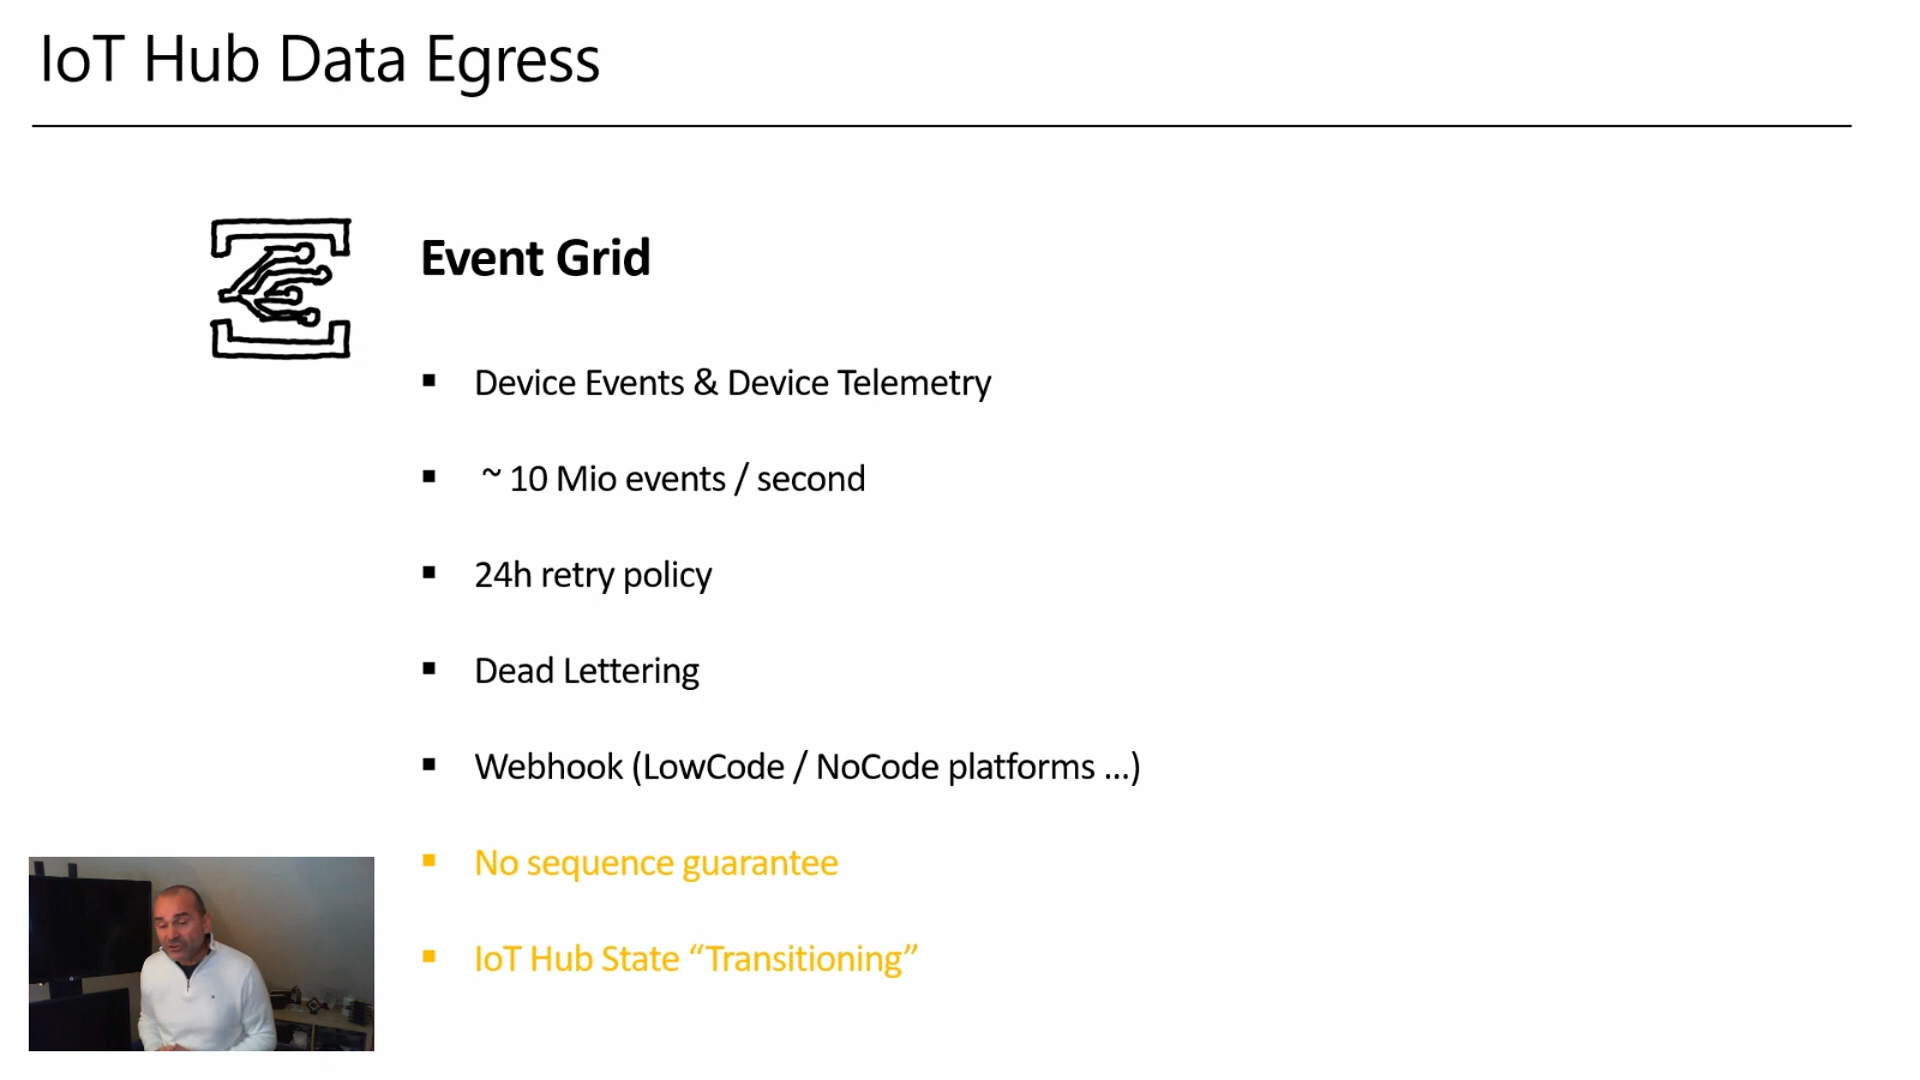 IoT Hub Data Egress
Event Grid
Device Events & Device Telemetry
~ 10 Mio events / second
24h retry policy
Dead Lettering
Webhook (LowCode / NoCode platforms ...)
No sequence guarantee
IoT Hub State “Transitioning”